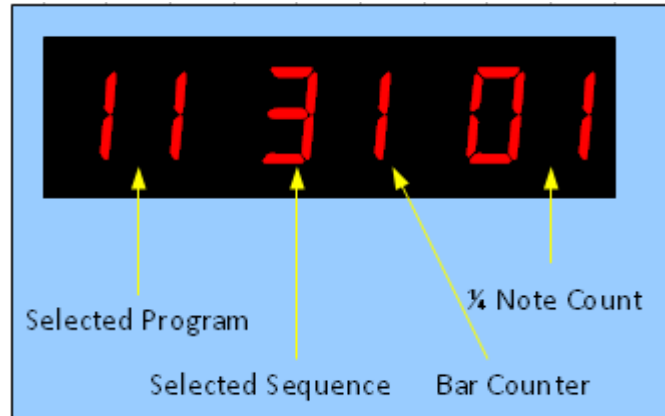 11 31 01
¼ Note Count
Selected Program
Selected Sequence Bar Counter